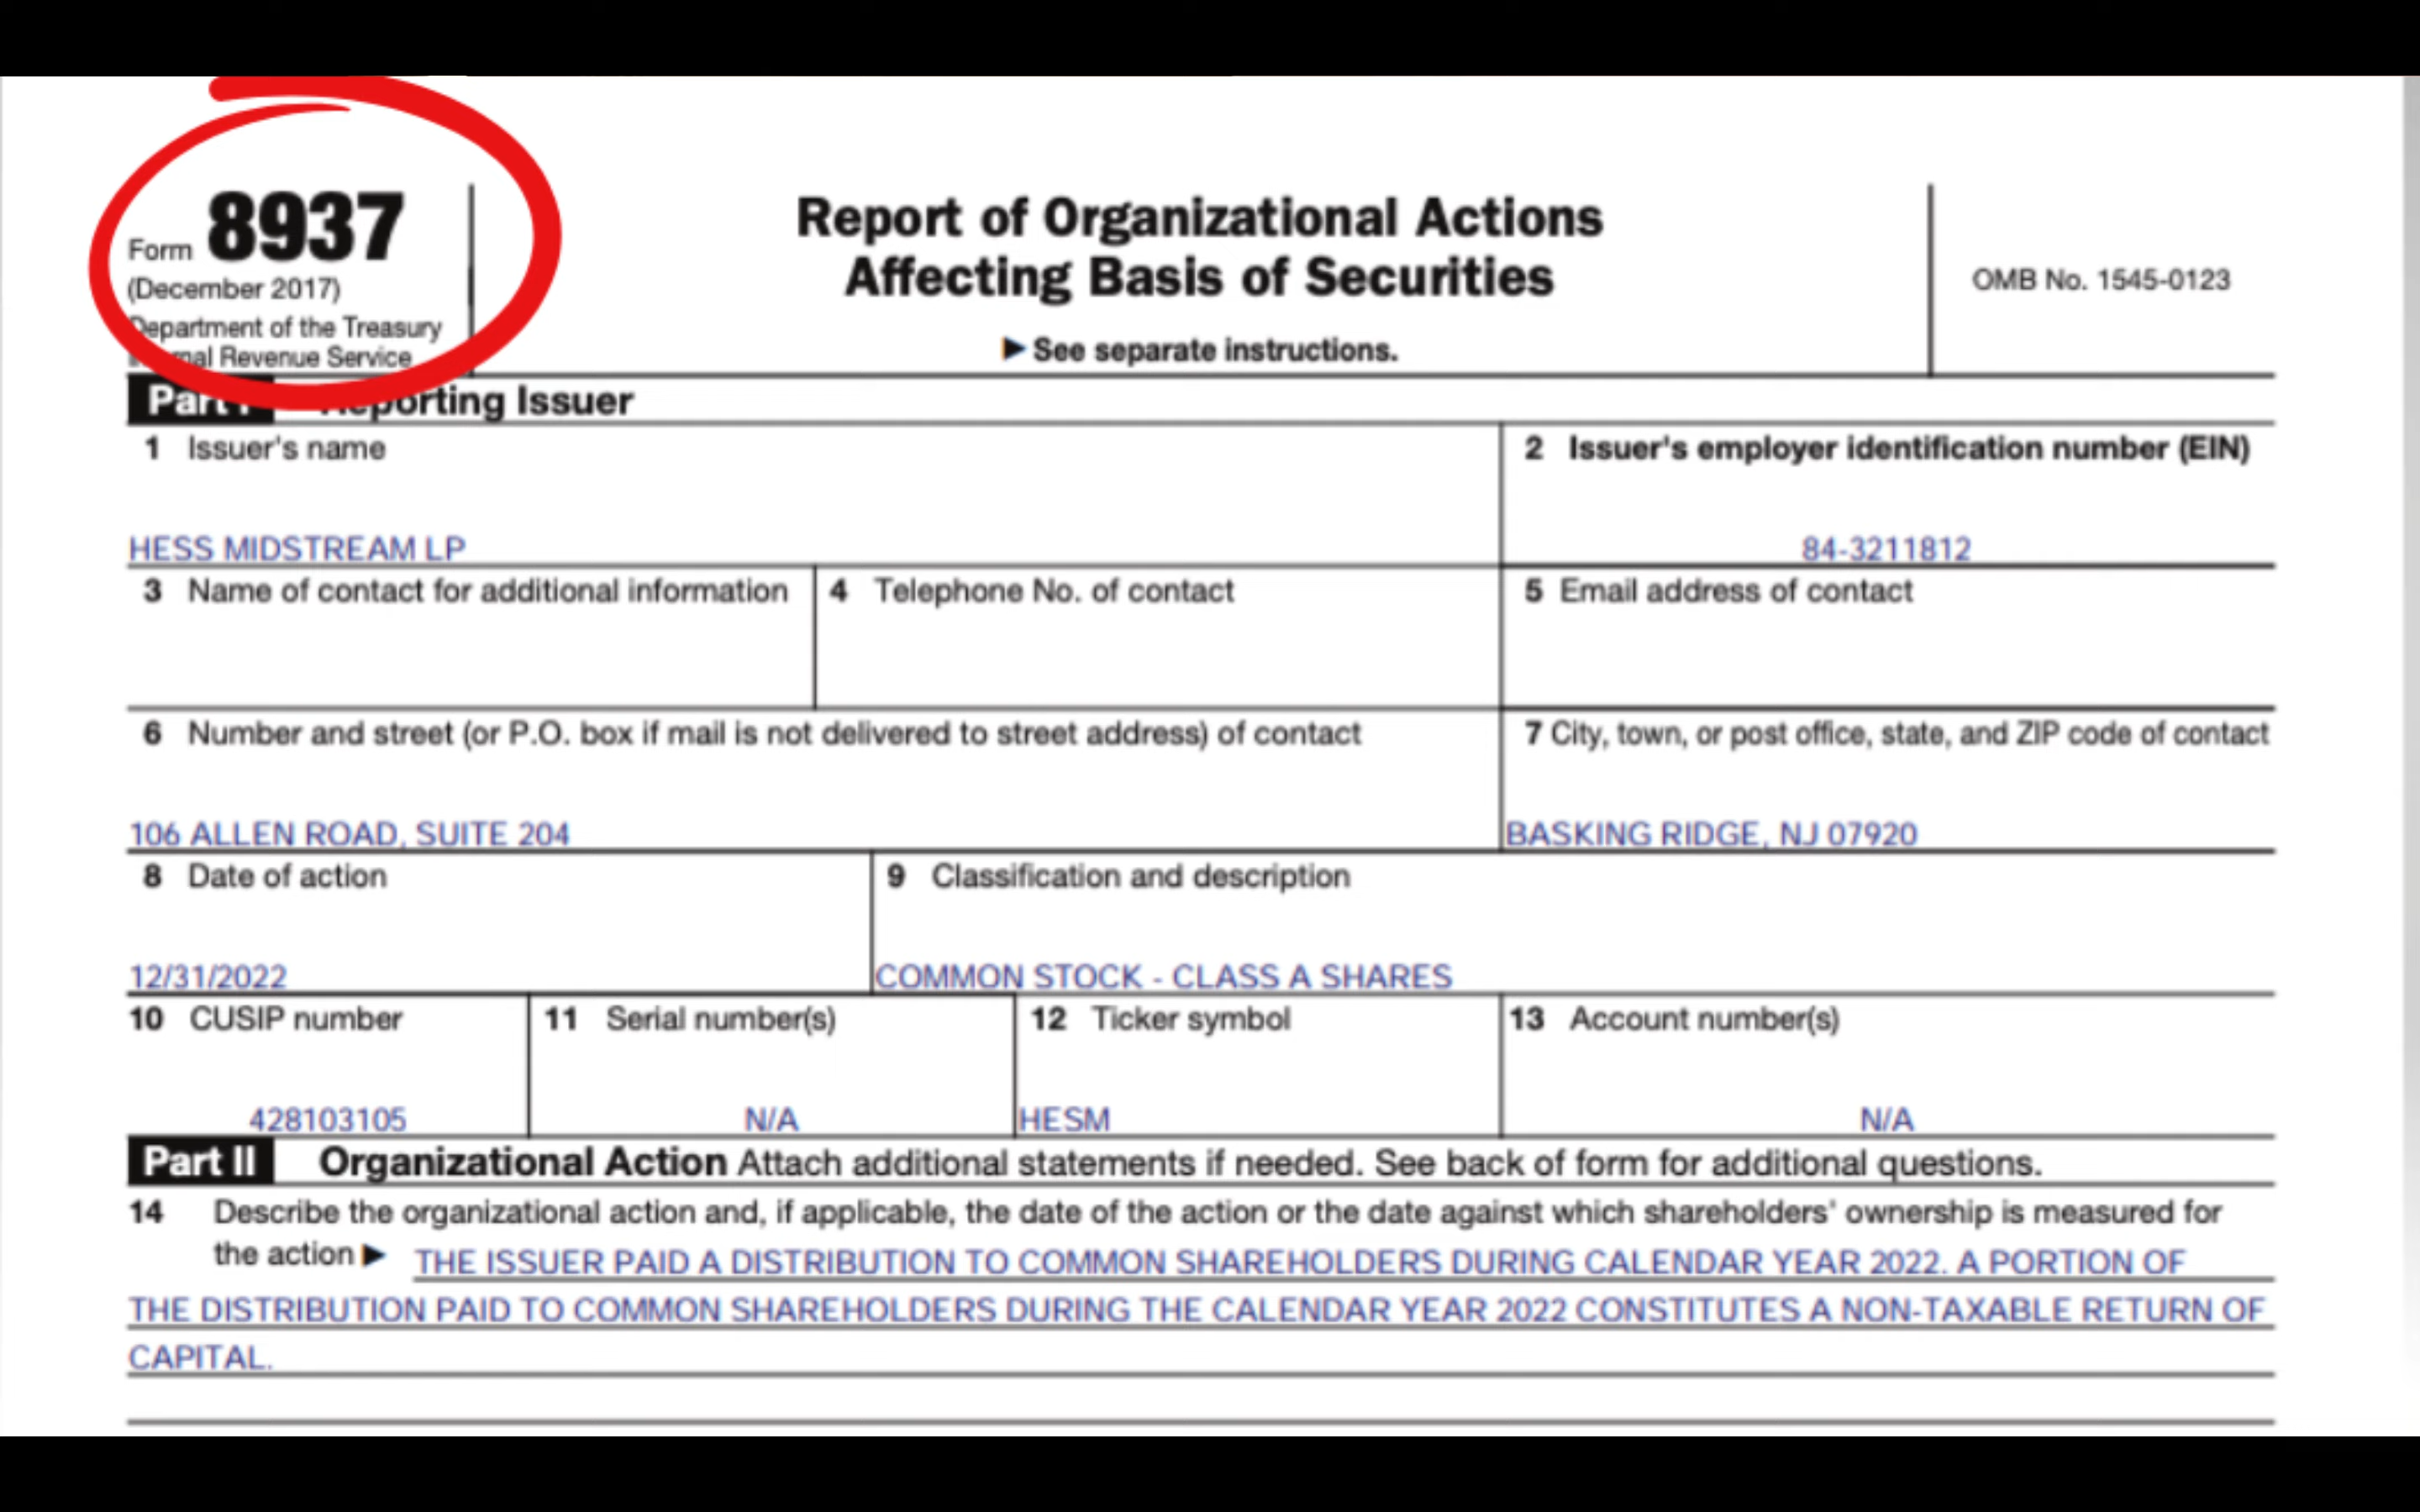 Form 8937
(December 2017)
Department of the Treasury
Internal Revenue Service
Report of Organizational Actions
Affecting Basis of Securities
▶ See separate instructions.
OMB No. 1545-0123
Part I Reporting Issuer
1 Issuer's name
2 Issuer's employer identification number (EIN)
HESS MIDSTREAM LP
84-3211812
3 Name of contact for additional information
4 Telephone No. of contact
5 Email address of contact
6 Number and street (or P.O. box if mail is not delivered to street address) of contact
7 City, town, or post office, state, and ZIP code of contact
106 ALLEN ROAD, SUITE 204
BASKING RIDGE, NJ 07920
8 Date of action
9 Classification and description
12/31/2022
COMMON STOCK - CLASS A SHARES
10 CUSIP number
11 Serial number(s)
12 Ticker symbol
13 Account number(s)
428103105
N/A
HESM
N/A
Part II Organizational Action Attach additional statements if needed. See back of form for additional questions.
14 Describe the organizational action and, if applicable, the date of the action or the date against which shareholders' ownership is measured for
the action ▶ THE ISSUER PAID A DISTRIBUTION TO COMMON SHAREHOLDERS DURING CALENDAR YEAR 2022. A PORTION OF
THE DISTRIBUTION PAID TO COMMON SHAREHOLDERS DURING THE CALENDAR YEAR 2022 CONSTITUTES A NON-TAXABLE RETURN OF
CAPITAL.